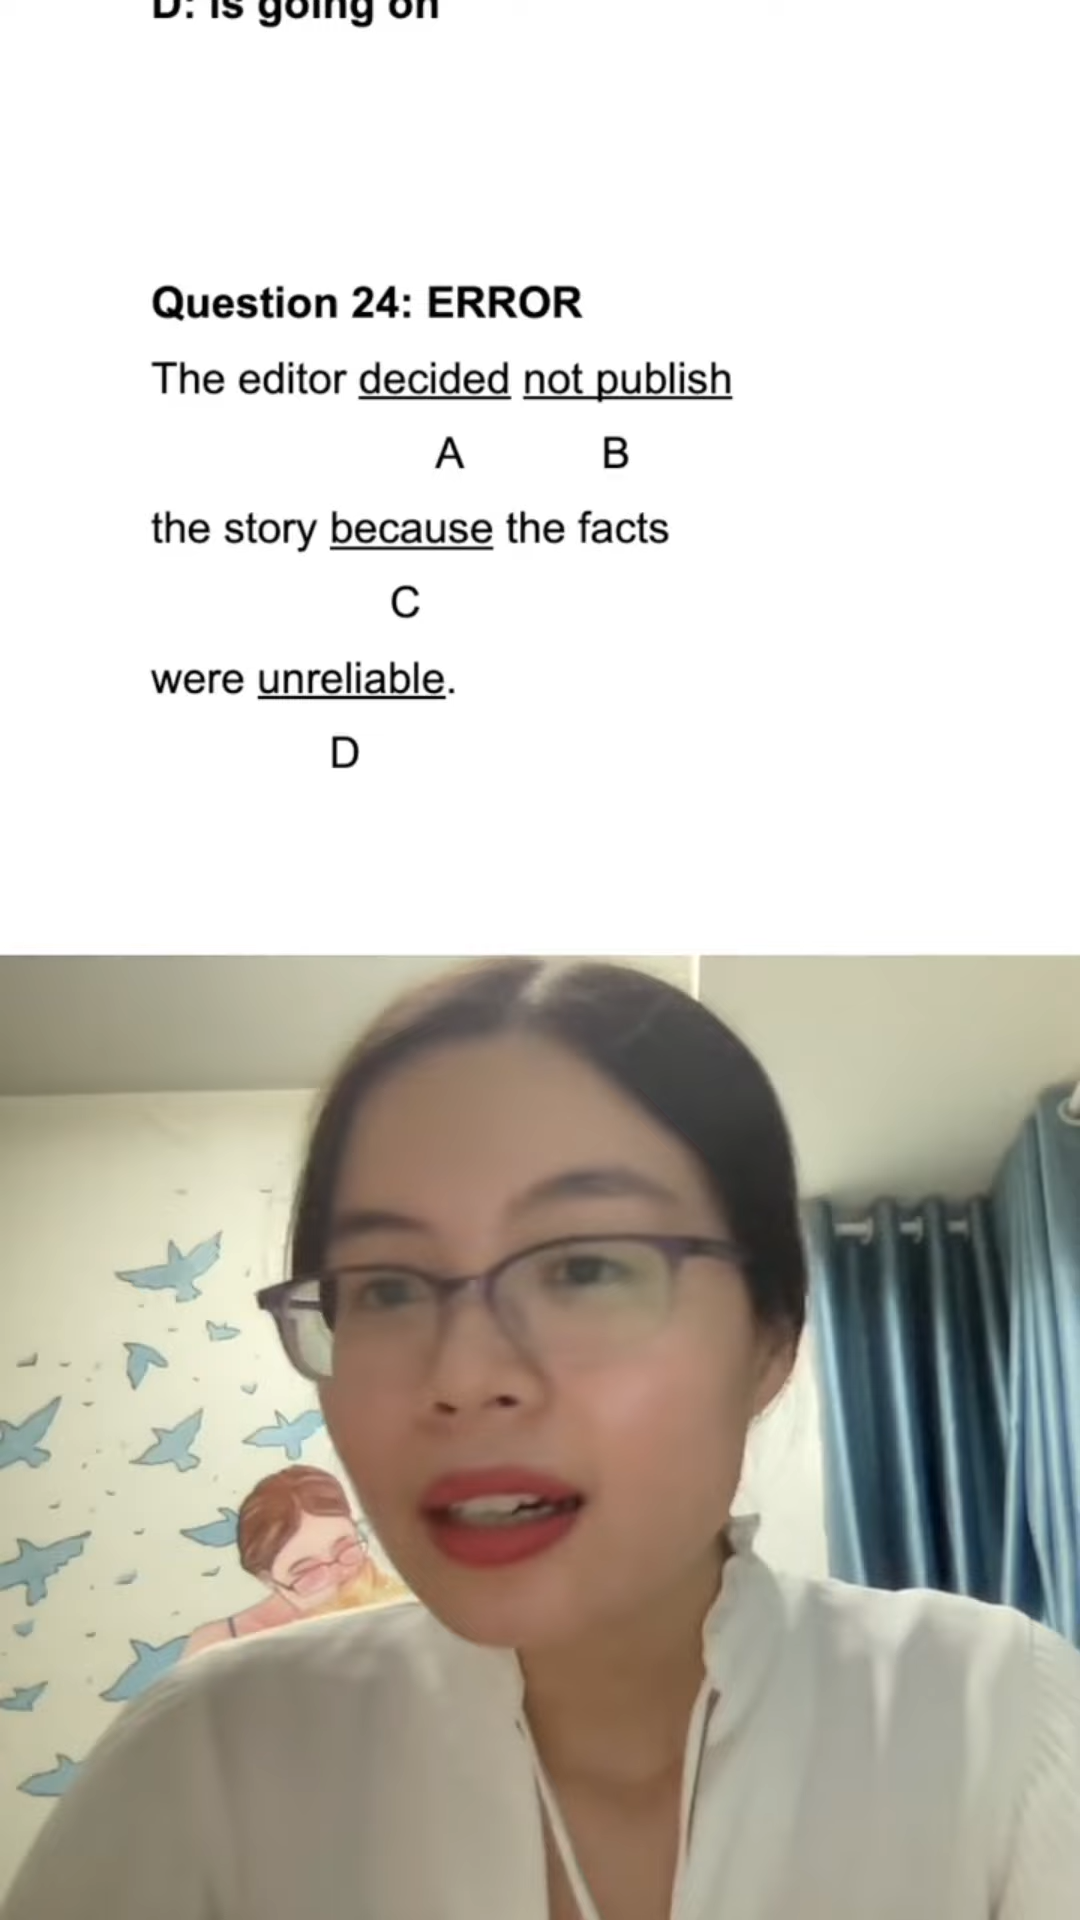 D: is going on
Question 24: ERROR
The editor decided not publish
A B
the story because the facts
C
were unreliable.
D